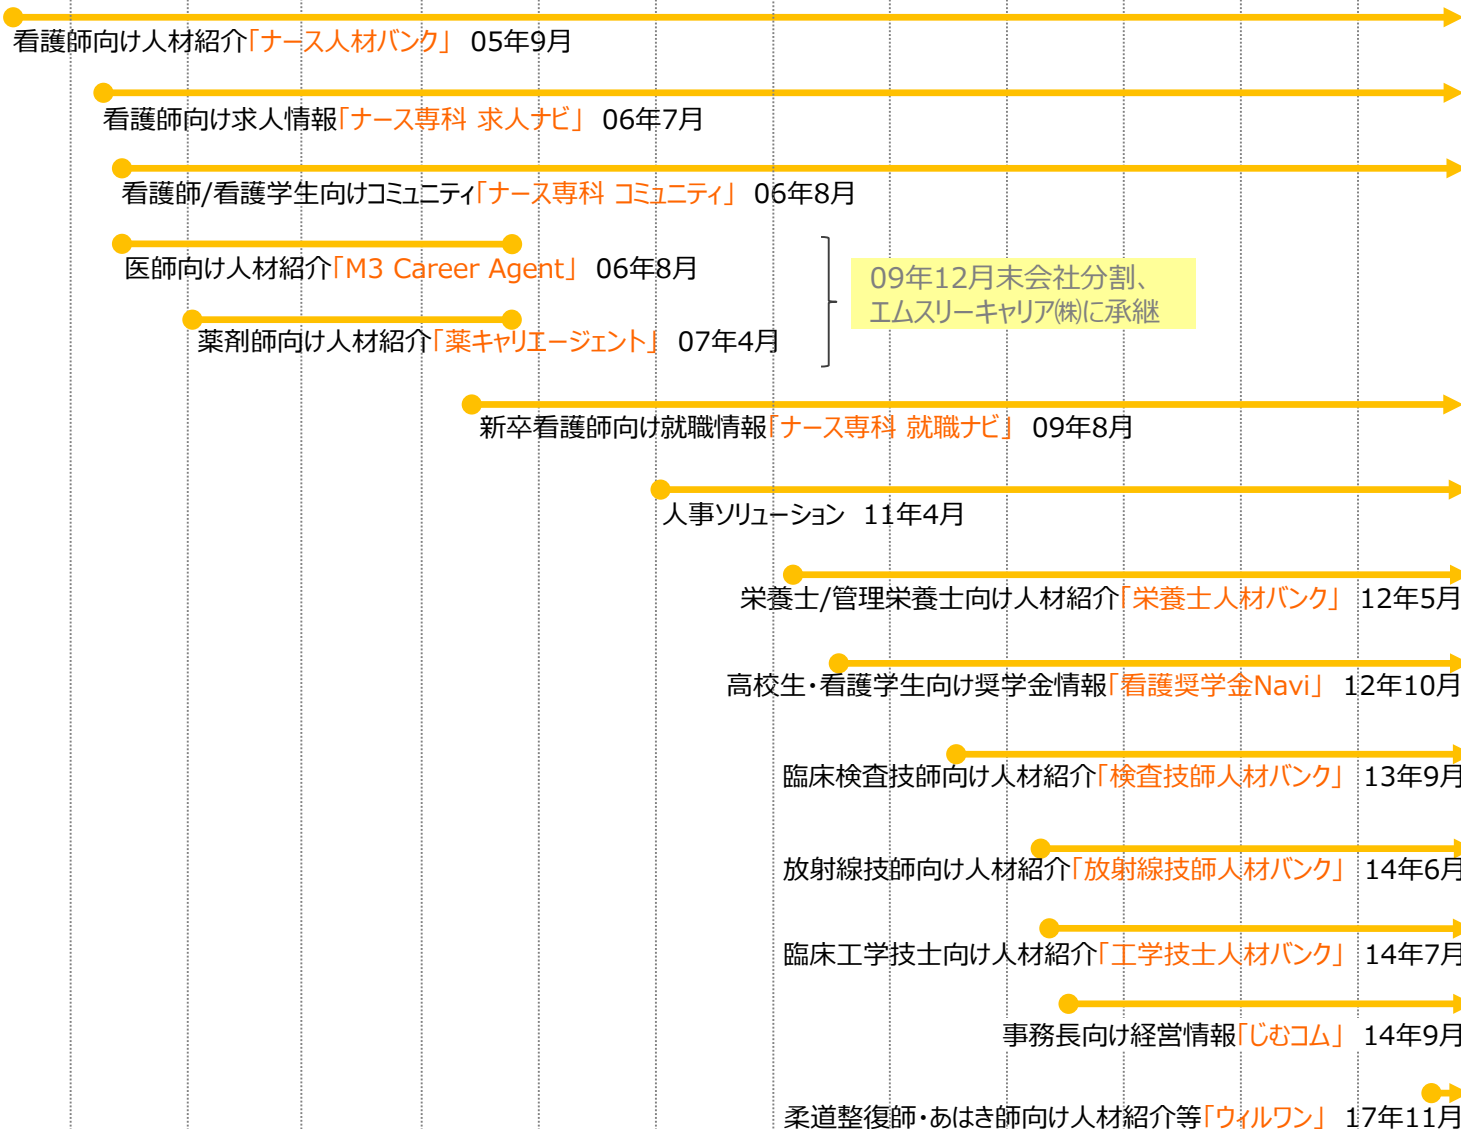 看護師向け人材紹介「ナース人材バンク」 05年9月
看護師向け求人情報「ナース専科 求人ナビ」 06年7月
看護師/看護学生向けコミュニティ「ナース専科 コミュニティ」 06年8月
医師向け人材紹介「M3 Career Agent」 06年8月
09年12月末会社分割、
エムスリーキャリア㈱に承継
薬剤師向け人材紹介「薬キャリエージェント」 07年4月
新卒看護師向け就職情報「ナース専科 就職ナビ」 09年8月
人事ソリューション 11年4月
栄養士/管理栄養士向け人材紹介「栄養士人材バンク」 12年5月
高校生・看護学生向け奨学金情報「看護奨学金Navi」 12年10月
臨床検査技師向け人材紹介「検査技師人材バンク」 13年9月
放射線技師向け人材紹介「放射線技師人材バンク」 14年6月
臨床工学技士向け人材紹介「工学技士人材バンク」 14年7月
事務長向け経営情報「じむコム」 14年9月
柔道整復師・あはき師向け人材紹介等「ウィルワン」 17年11月